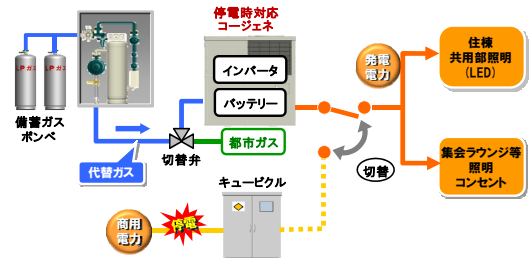 停電時対応
コージェネ
インバータ
バッテリー
LPガス
LPガス
備蓄ガス
ボンベ
代替ガス
切替弁
都市ガス
発電
電力
住棟
共用部照明
(LED)
切替
集会ラウンジ等
照明
コンセント
キュービクル
商用
電力
停電